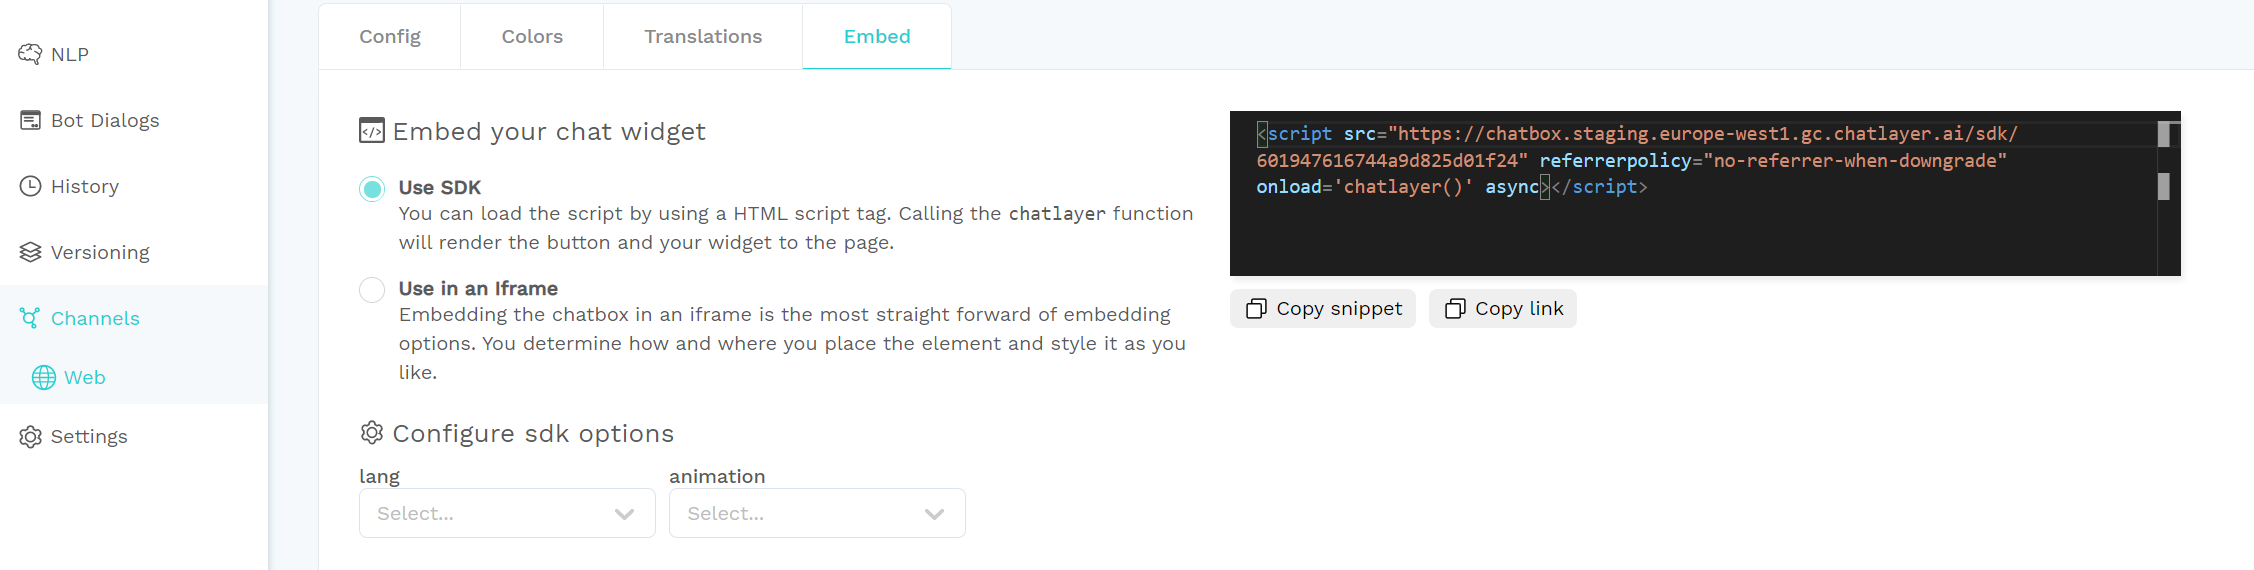 NLP
Bot Dialogs
History
Versioning
Channels
Web
Settings
Config
Colors
Translations
Embed
Embed your chat widget
Use SDK
You can load the script by using a HTML script tag. Calling the chatlayer function
will render the button and your widget to the page.
Use in an Iframe
Embedding the chatbox in an iframe is the most straight forward of embedding
options. You determine how and where you place the element and style it as you
like.
Configure sdk options
lang
animation
Select...
Select...
<script src="https://chatbox.staging.europe-west1.gc.chatlayer.ai/sdk/
601947616744a9d825d01f24" referrerpolicy="no-referrer-when-downgrade"
onload='chatlayer()' async></script>
Copy snippet
Copy link